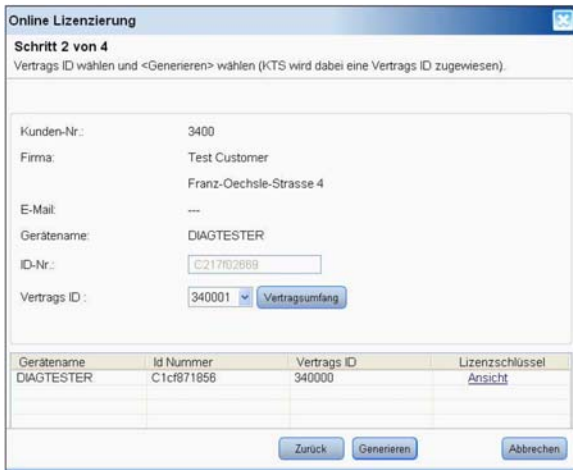 Online Lizenzierung
Schritt 2 von 4
Vertrags ID wählen und <Generieren> wählen (KTS wird dabei eine Vertrags ID zugewiesen).
Kunden-Nr.: 3400
Firma: Test Customer
Franz-Oechsle-Strasse 4
E-Mail: ---
Gerätename: DIAGTESTER
ID-Nr.: C217f02669
Vertrags ID : 340001 Vertragsumfang
Gerätename Id Nummer Vertrags ID Lizenzschlüssel
DIAGTESTER C1cf871856 340000 Ansicht
Zurück Generieren Abbrechen